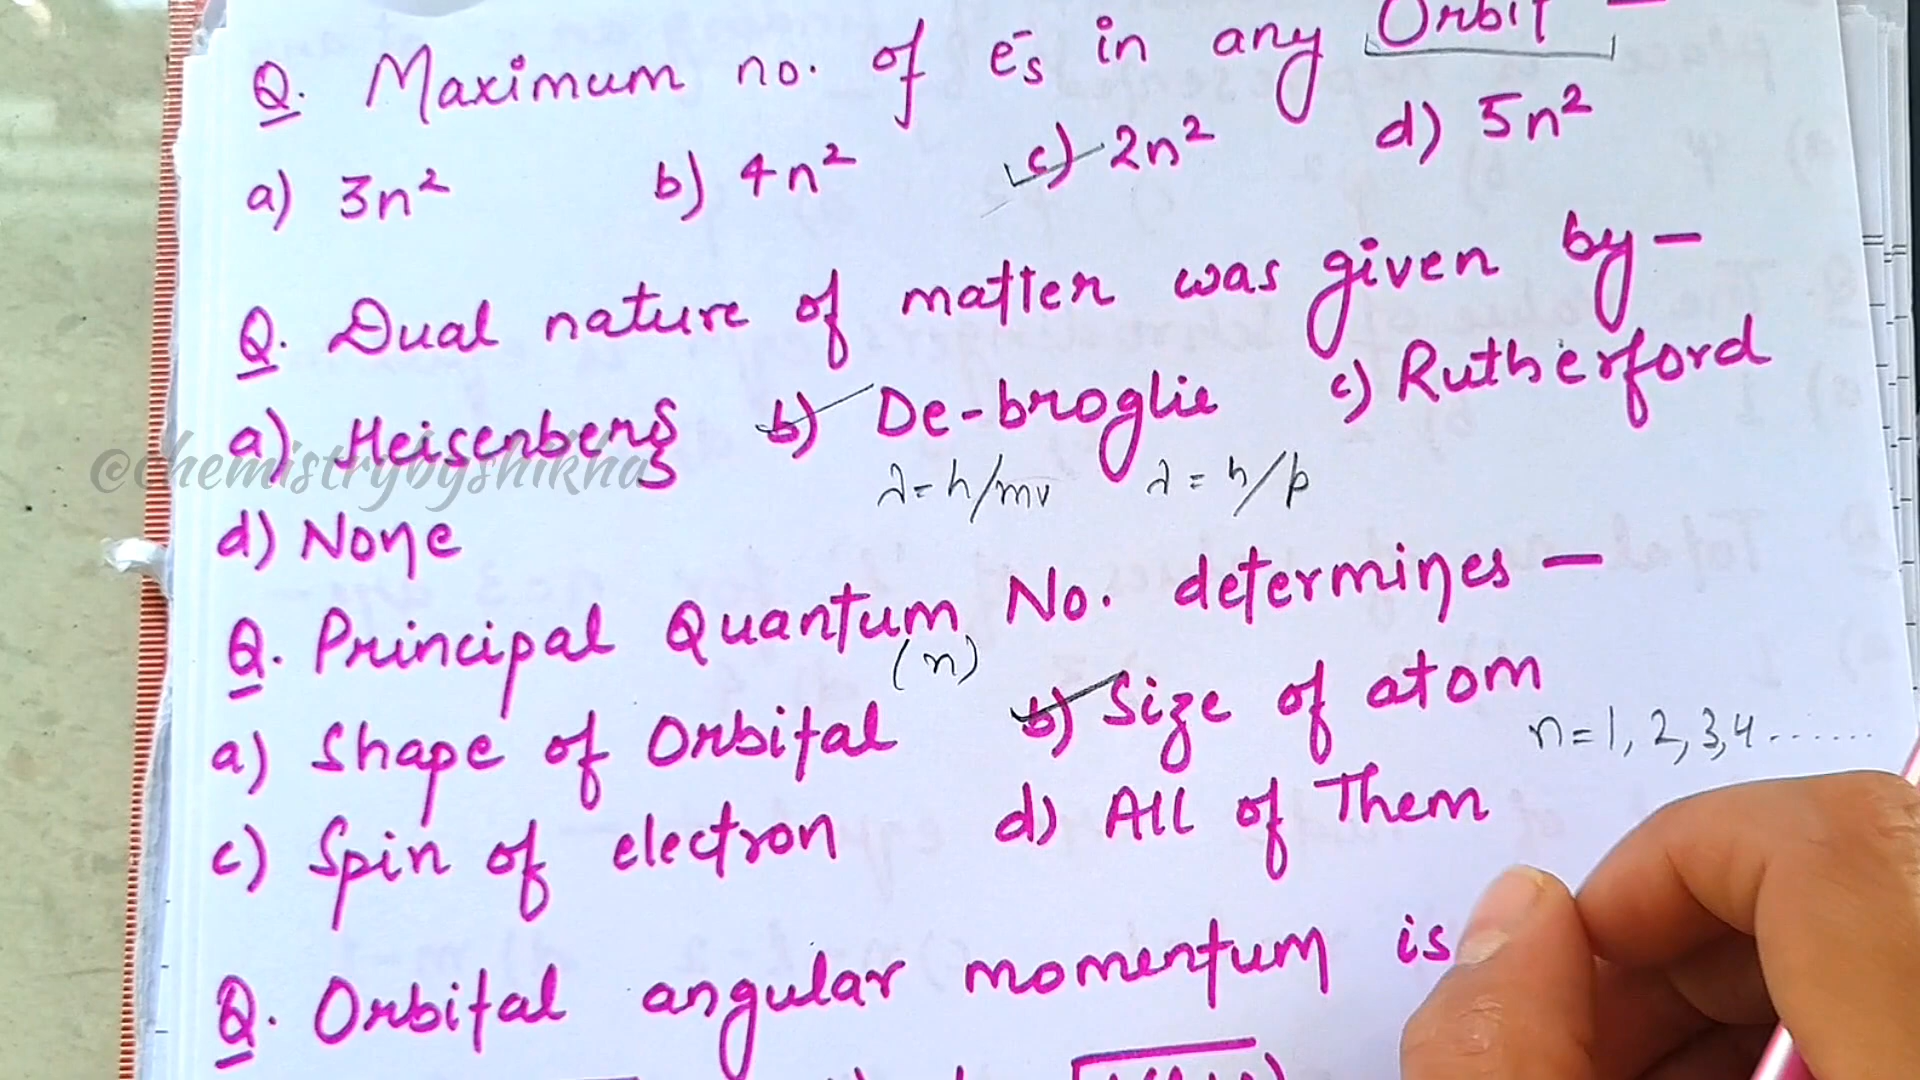 Q. Maximum no. of e⁻s in any Orbit –
a) 3n² b) 4n² c) 2n² d) 5n²
Q. Dual nature of matter was given by –
a) Heisenberg b) De-broglie c) Rutherford
@chemistrybyshikha
λ=h/mv λ=h/p
d) None
Q. Principal Quantum No. determines –
(n)
a) Shape of Orbital b) Size of atom
n=1,2,3,4.......
c) Spin of electron d) All of Them
Q. Orbital angular momentum is